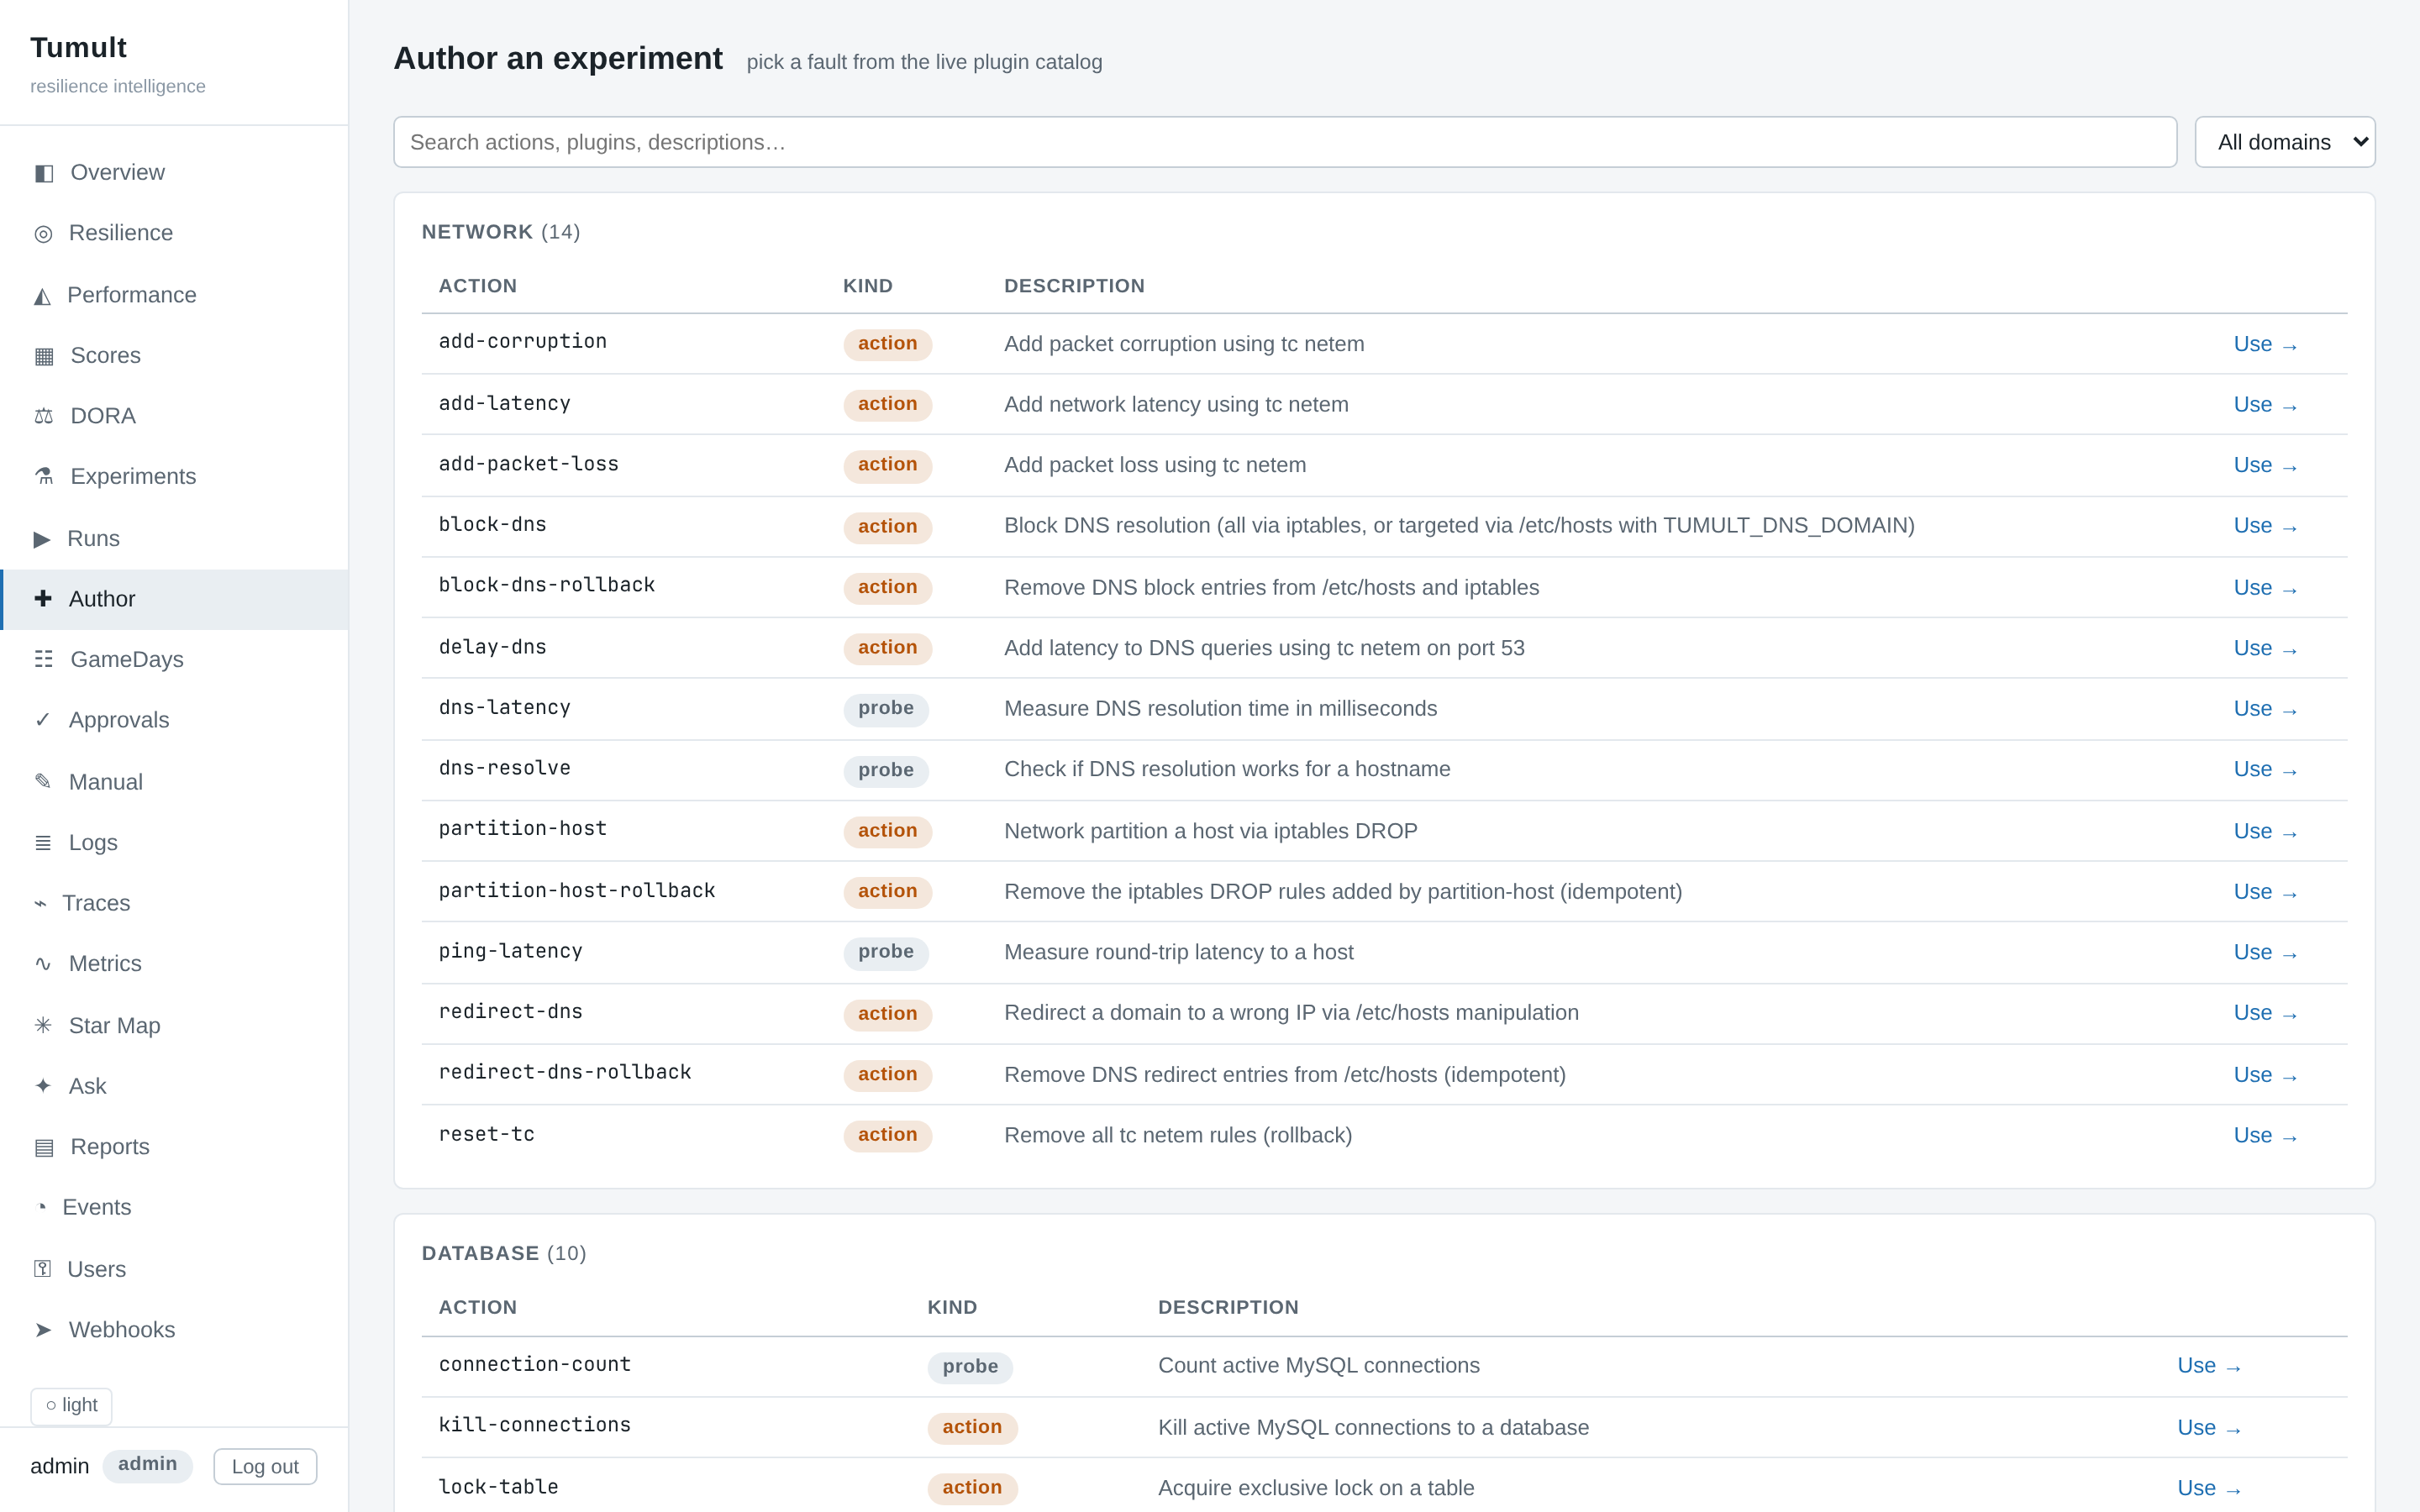 Tumult
resilience intelligence
Overview
Resilience
Performance
Scores
DORA
Experiments
Runs
Author
GameDays
Approvals
Manual
Logs
Traces
Metrics
Star Map
Ask
Reports
Events
Users
Webhooks
○ light
admin admin Log out
Author an experiment pick a fault from the live plugin catalog
Search actions, plugins, descriptions… All domains
NETWORK (14)
ACTION KIND DESCRIPTION
add-corruption action Add packet corruption using tc netem Use →
add-latency action Add network latency using tc netem Use →
add-packet-loss action Add packet loss using tc netem Use →
block-dns action Block DNS resolution (all via iptables, or targeted via /etc/hosts with TUMULT_DNS_DOMAIN) Use →
block-dns-rollback action Remove DNS block entries from /etc/hosts and iptables Use →
delay-dns action Add latency to DNS queries using tc netem on port 53 Use →
dns-latency probe Measure DNS resolution time in milliseconds Use →
dns-resolve probe Check if DNS resolution works for a hostname Use →
partition-host action Network partition a host via iptables DROP Use →
partition-host-rollback action Remove the iptables DROP rules added by partition-host (idempotent) Use →
ping-latency probe Measure round-trip latency to a host Use →
redirect-dns action Redirect a domain to a wrong IP via /etc/hosts manipulation Use →
redirect-dns-rollback action Remove DNS redirect entries from /etc/hosts (idempotent) Use →
reset-tc action Remove all tc netem rules (rollback) Use →
DATABASE (10)
ACTION KIND DESCRIPTION
connection-count probe Count active MySQL connections Use →
kill-connections action Kill active MySQL connections to a database Use →
lock-table action Acquire exclusive lock on a table Use →